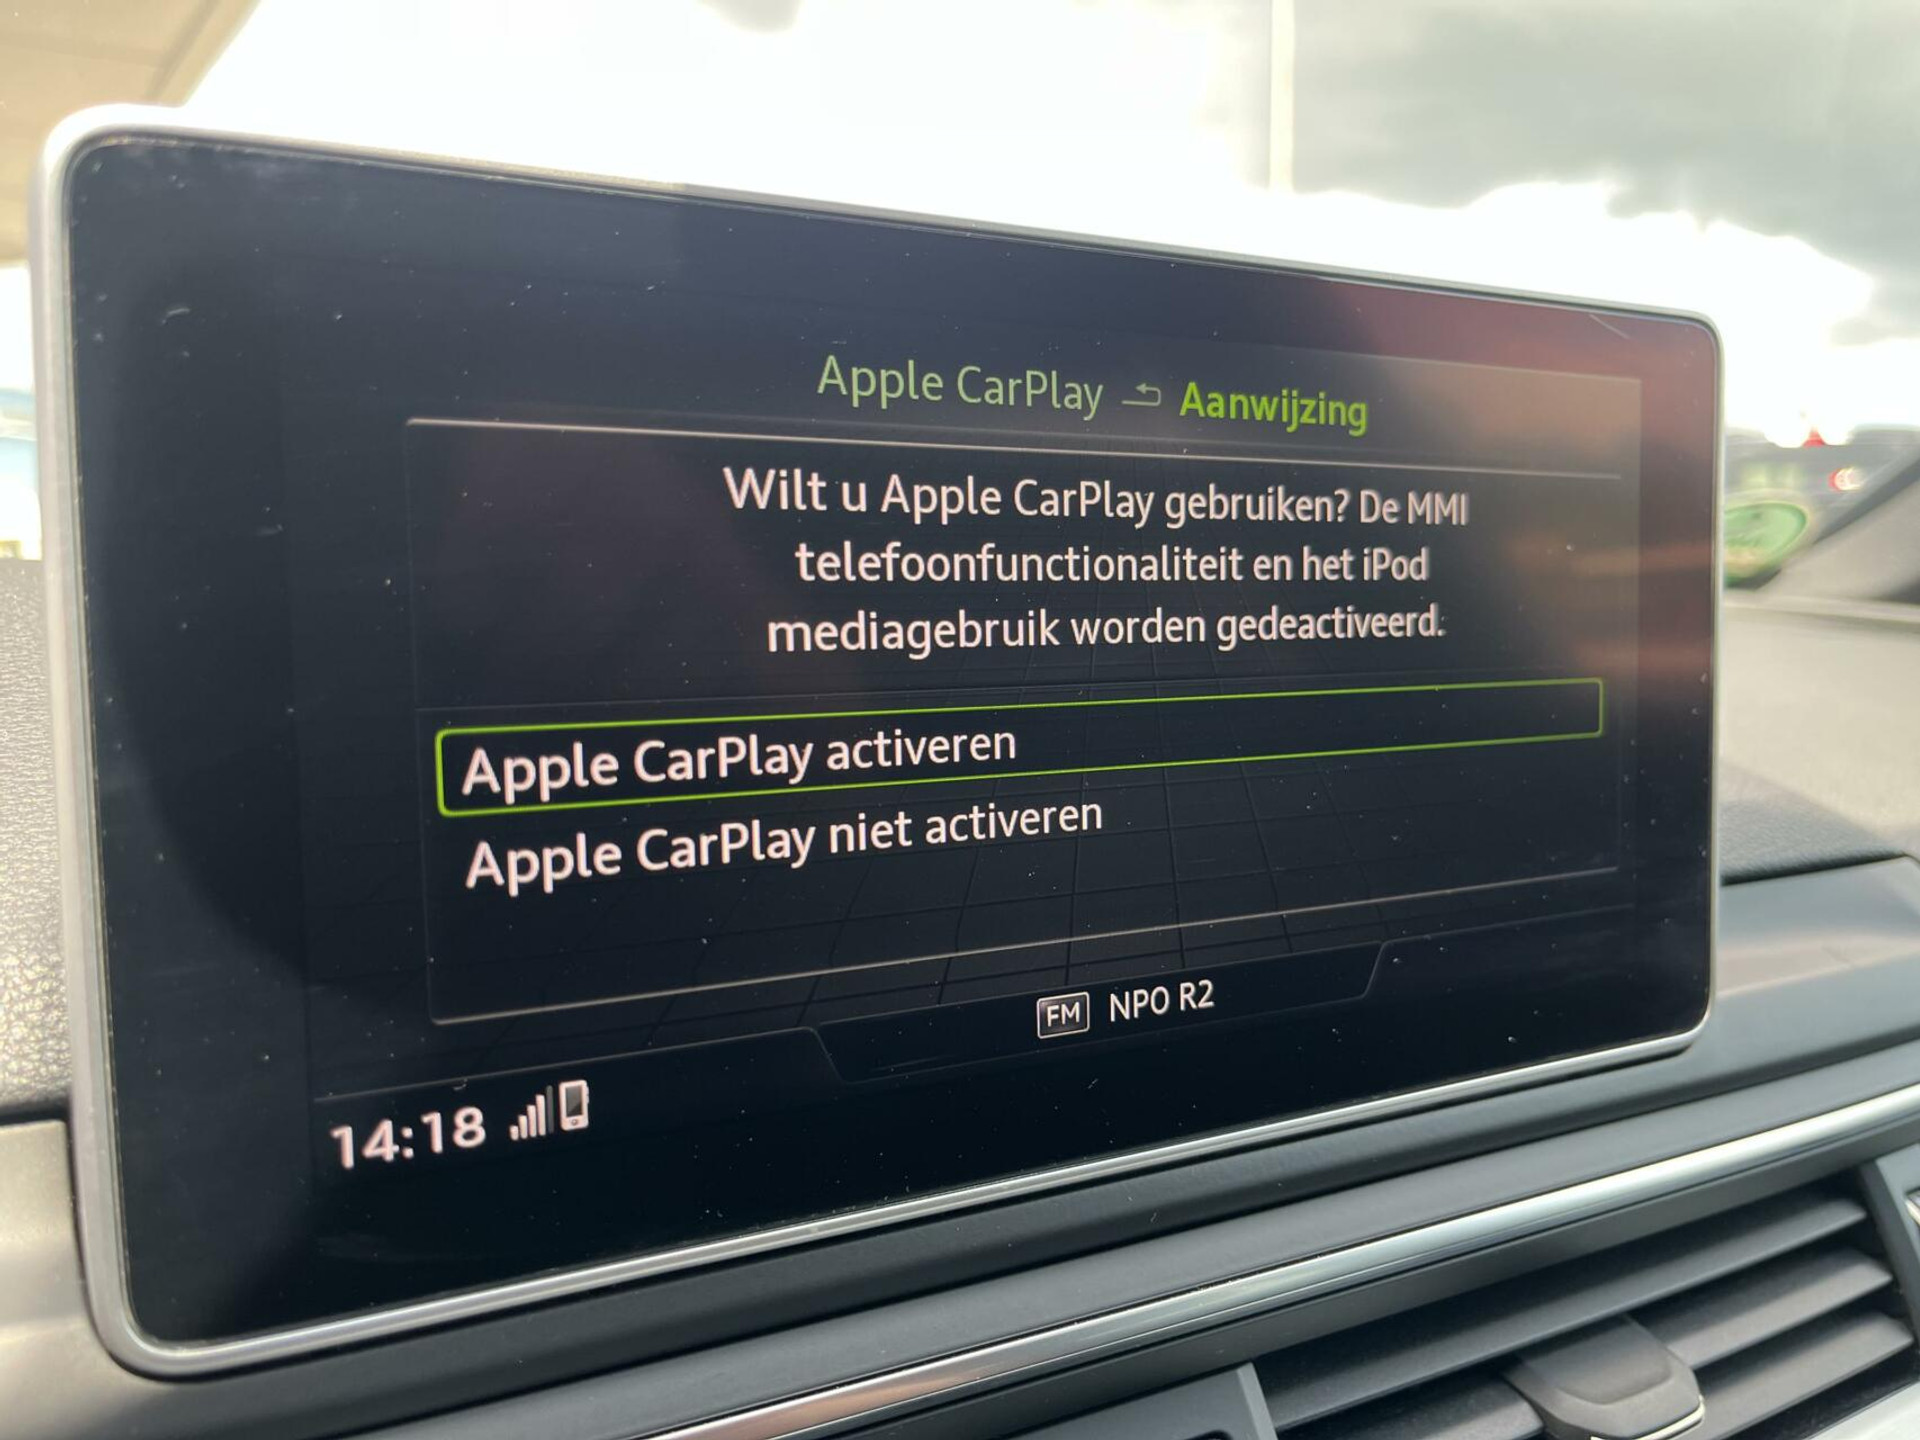 Apple CarPlay Aanwijzing
Wilt u Apple CarPlay gebruiken? De MMI
telefoonfunctionaliteit en het iPod
mediagebruik worden gedeactiveerd.
Apple CarPlay activeren
Apple CarPlay niet activeren
FM NPO R2
14:18